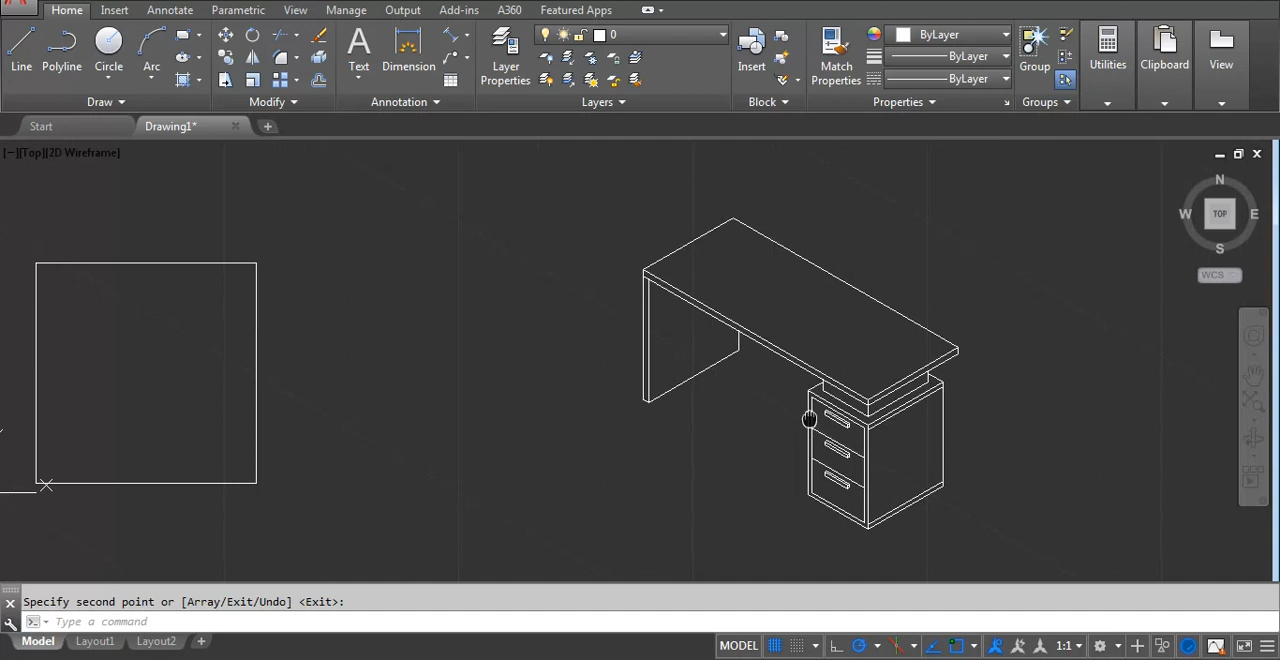 Home Insert Annotate Parametric View Manage Output Add-ins A360 Featured Apps
Line Polyline Circle Arc Text Dimension Layer Properties 0 Insert Match Properties ByLayer ByLayer ByLayer Group Utilities Clipboard View
Draw Modify Annotation Layers Block Properties Groups
Start Drawing1*
[−][Top][2D Wireframe]
N
W TOP E
S
WCS
Specify second point or [Array/Exit/Undo] <Exit>:
Type a command
Model Layout1 Layout2 + MODEL 1:1